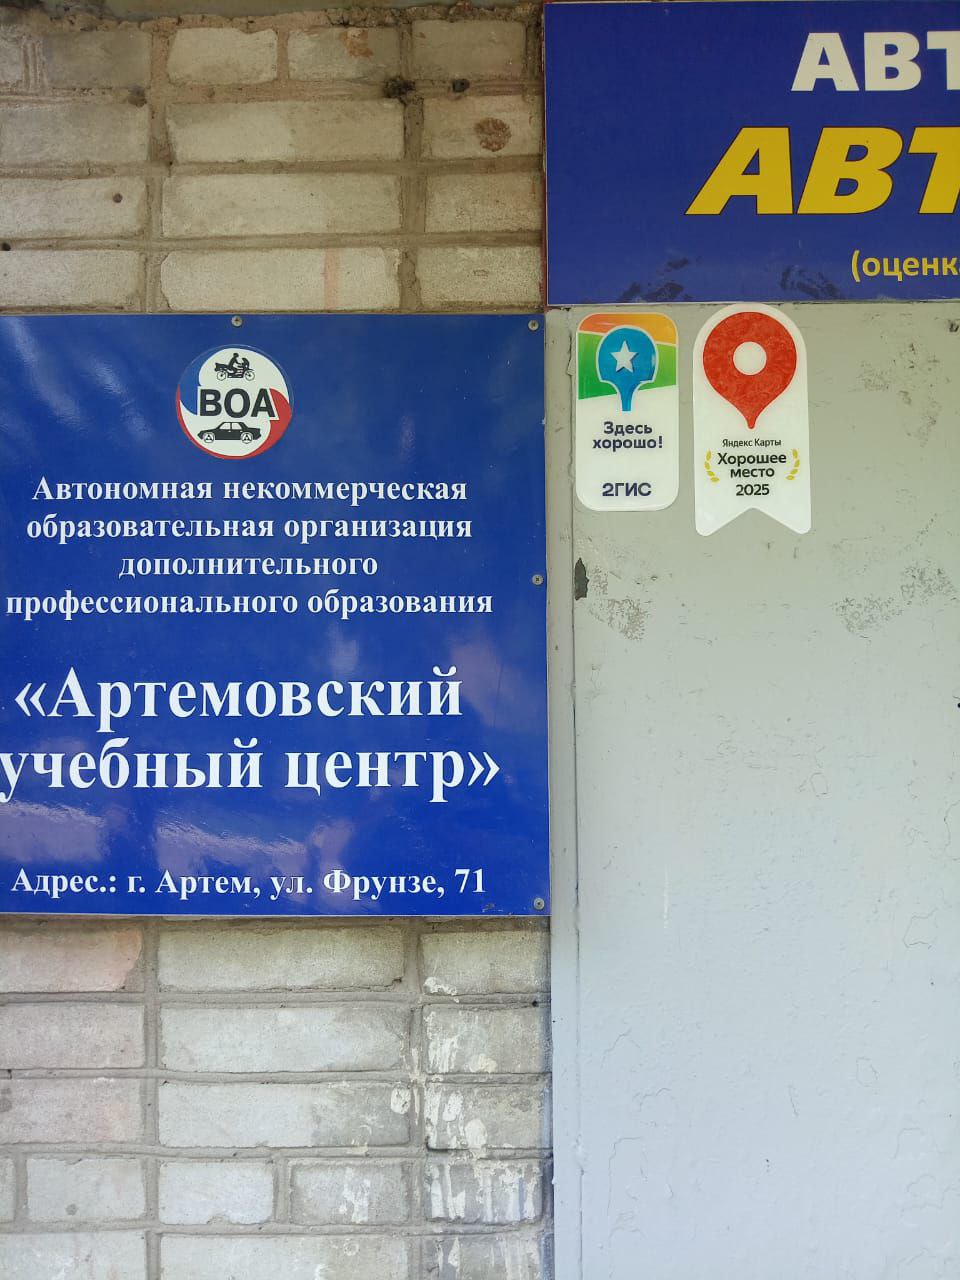 АВТ
АВТ
(оценка
ВОА
Автономная некоммерческая
образовательная организация
дополнительного
профессионального образования
«Артемовский
учебный центр»
Адрес.: г. Артем, ул. Фрунзе, 71
Здесь
хорошо!
2ГИС
Яндекс Карты
Хорошее
место
2025